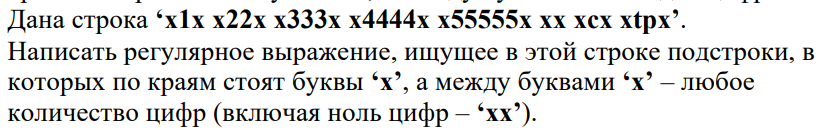 Дана строка ‘x1x x22x x333x x4444x x55555x xx xcx xtpx’.
Написать регулярное выражение, ищущее в этой строке подстроки, в
которых по краям стоят буквы ‘x’, а между буквами ‘x’ – любое
количество цифр (включая ноль цифр – ‘xx’).